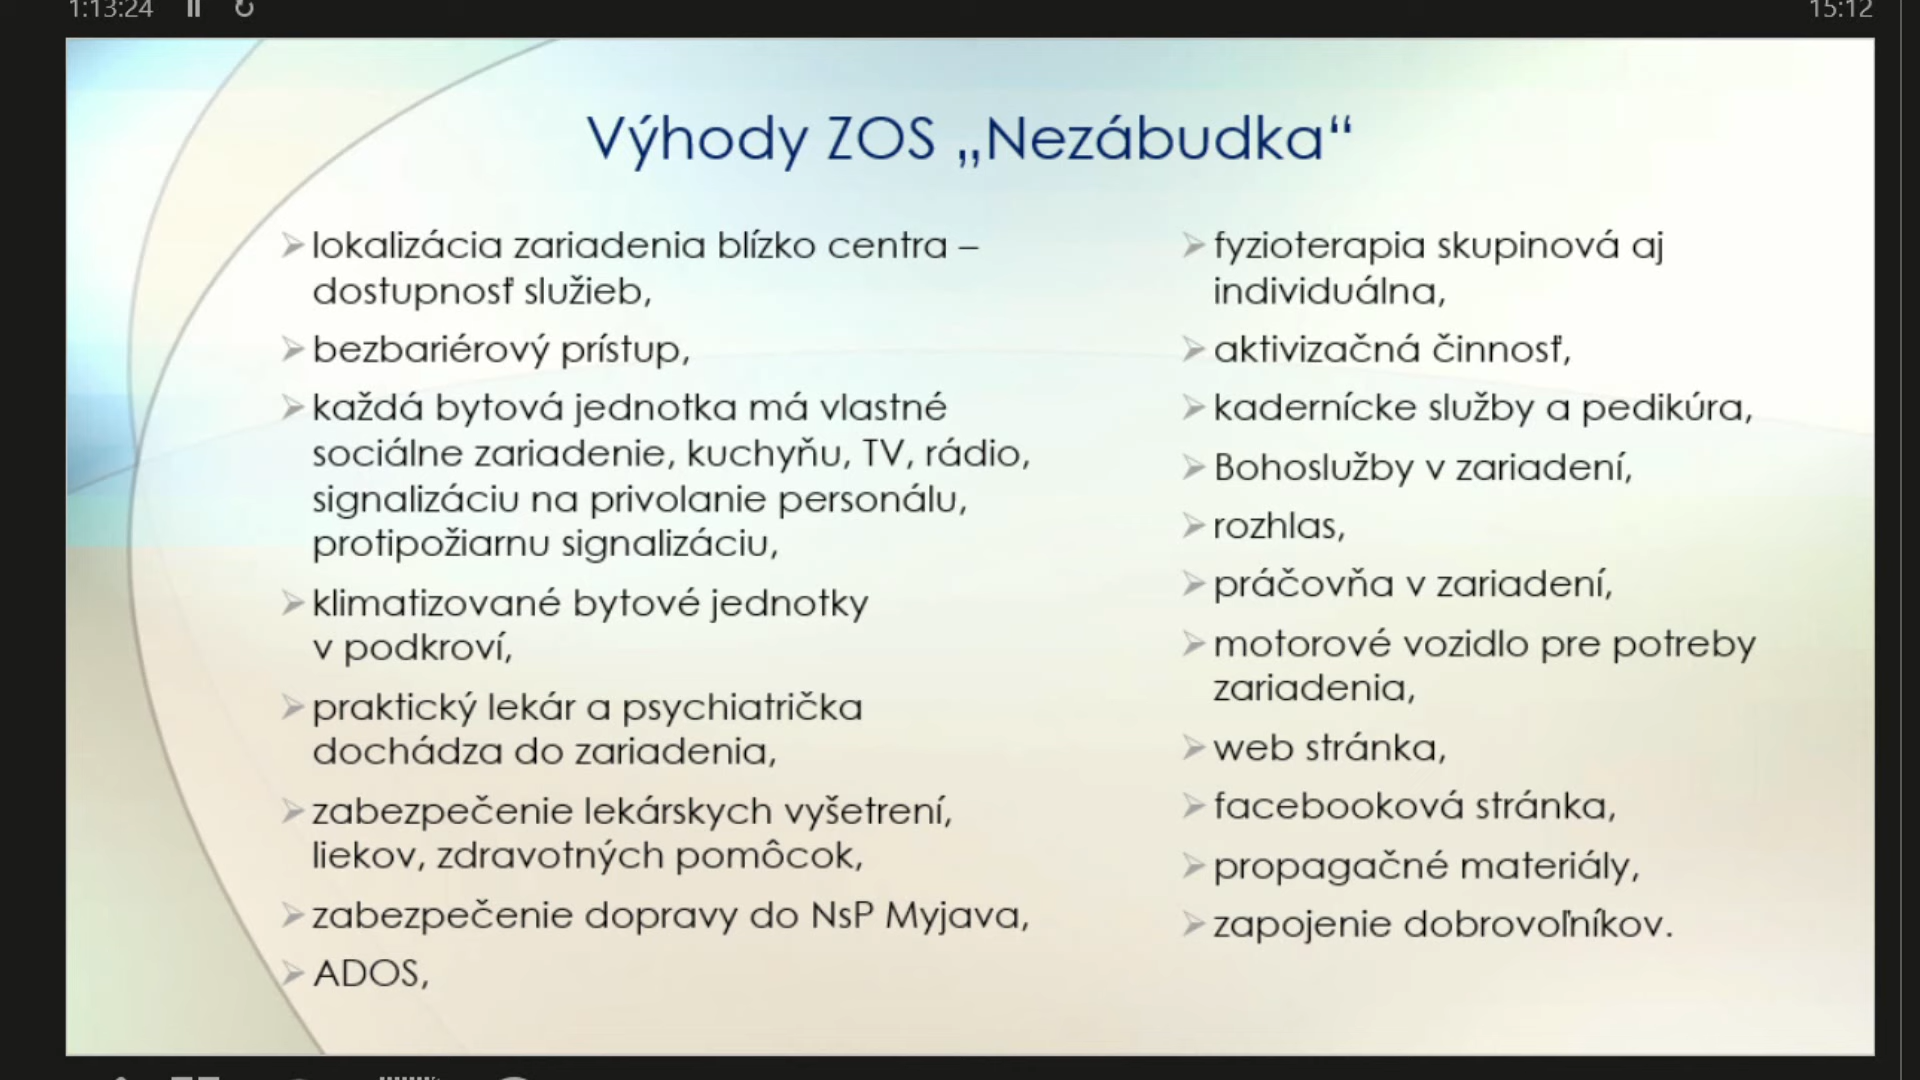 1:13:24
15:12
Výhody ZOS „Nezábudka“
lokalizácia zariadenia blízko centra –
dostupnosť služieb,
bezbariérový prístup,
každá bytová jednotka má vlastné
sociálne zariadenie, kuchyňu, TV, rádio,
signalizáciu na privolanie personálu,
protipožiarnu signalizáciu,
klimatizované bytové jednotky
v podkroví,
praktický lekár a psychiatrička
dochádza do zariadenia,
zabezpečenie lekárskych vyšetrení,
liekov, zdravotných pomôcok,
zabezpečenie dopravy do NsP Myjava,
ADOS,
fyzioterapia skupinová aj
individuálna,
aktivizačná činnosť,
kadernícke služby a pedikúra,
Bohoslužby v zariadení,
rozhlas,
práčovňa v zariadení,
motorové vozidlo pre potreby
zariadenia,
web stránka,
facebooková stránka,
propagačné materiály,
zapojenie dobrovoľníkov.